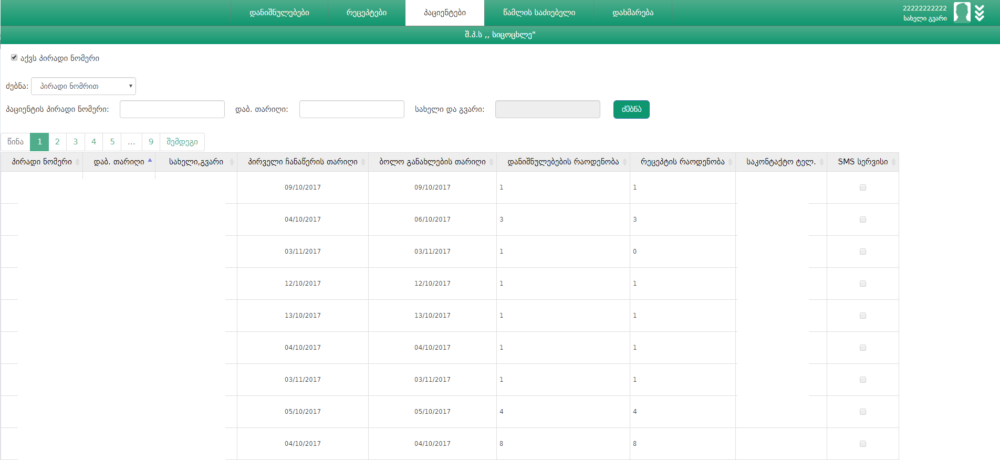 დანიშნულებები რეცეპტები პაციენტები წამლის საძიებელი დახმარება 22222222222
სახელი გვარი
შ.პ.ს ,, სიცოცხლე"
აქვს პირადი ნომერი
ძებნა: პირადი ნომრით
პაციენტის პირადი ნომერი: დაბ. თარიღი: სახელი და გვარი: ძებნა
წინა 1 2 3 4 5 ... 9 შემდეგი
პირადი ნომერი დაბ. თარიღი სახელი,გვარი პირველი ჩანაწერის თარიღი ბოლო განახლების თარიღი დანიშნულებების რაოდენობა რეცეპტის რაოდენობა საკონტაქტო ტელ. SMS სერვისი
09/10/2017 09/10/2017 1 1
04/10/2017 06/10/2017 3 3
03/11/2017 03/11/2017 1 0
12/10/2017 12/10/2017 1 1
13/10/2017 13/10/2017 1 1
04/10/2017 04/10/2017 1 1
03/11/2017 03/11/2017 1 1
05/10/2017 05/10/2017 4 4
04/10/2017 04/10/2017 8 8